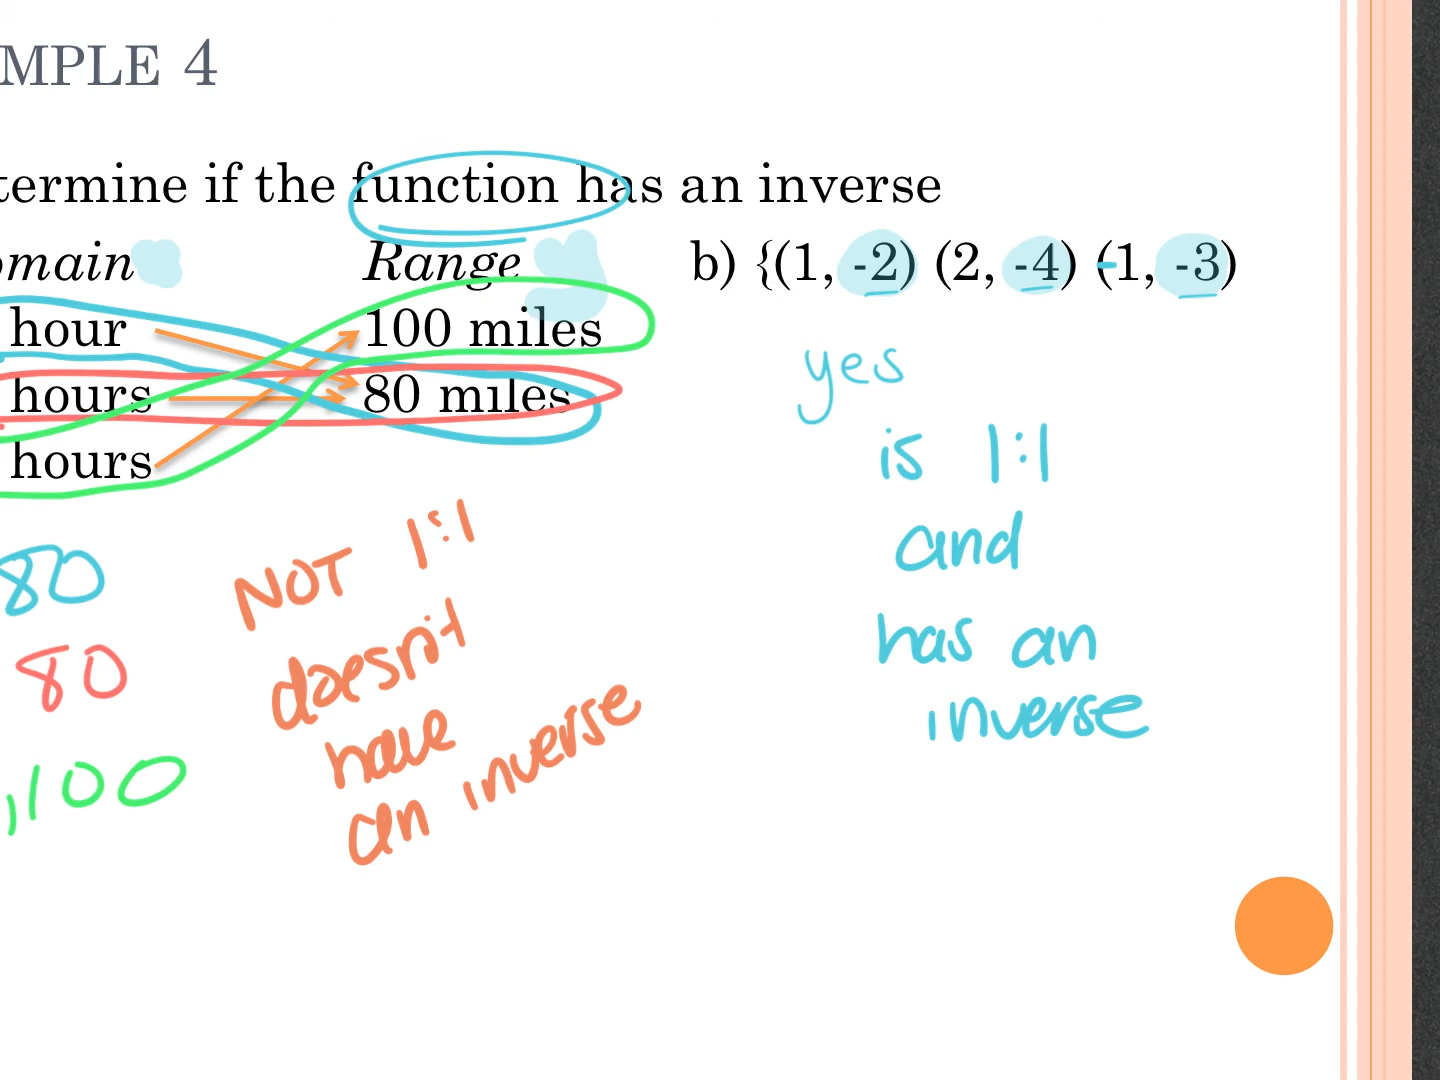 MPLE 4
termine if the function has an inverse
omain Range b) {(1, -2) (2, -4) (-1, -3)
hour 100 miles
hours 80 miles
hours
80
80
,100
NOT 1:1
doesn't
have
an inverse
yes
is 1:1
and
has an
inverse